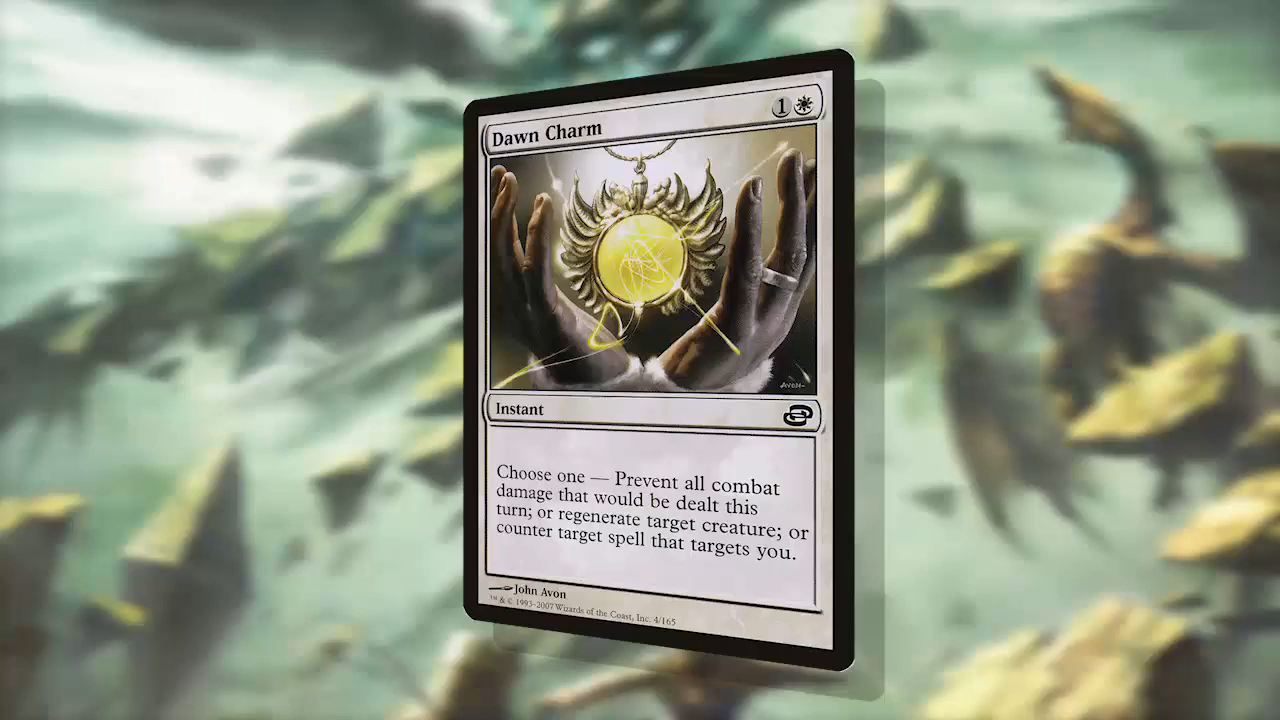 Dawn Charm
1
AVON-
Instant
Choose one — Prevent all combat
damage that would be dealt this
turn; or regenerate target creature; or
counter target spell that targets you.
John Avon
™ & © 1993-2007 Wizards of the Coast, Inc. 4/165